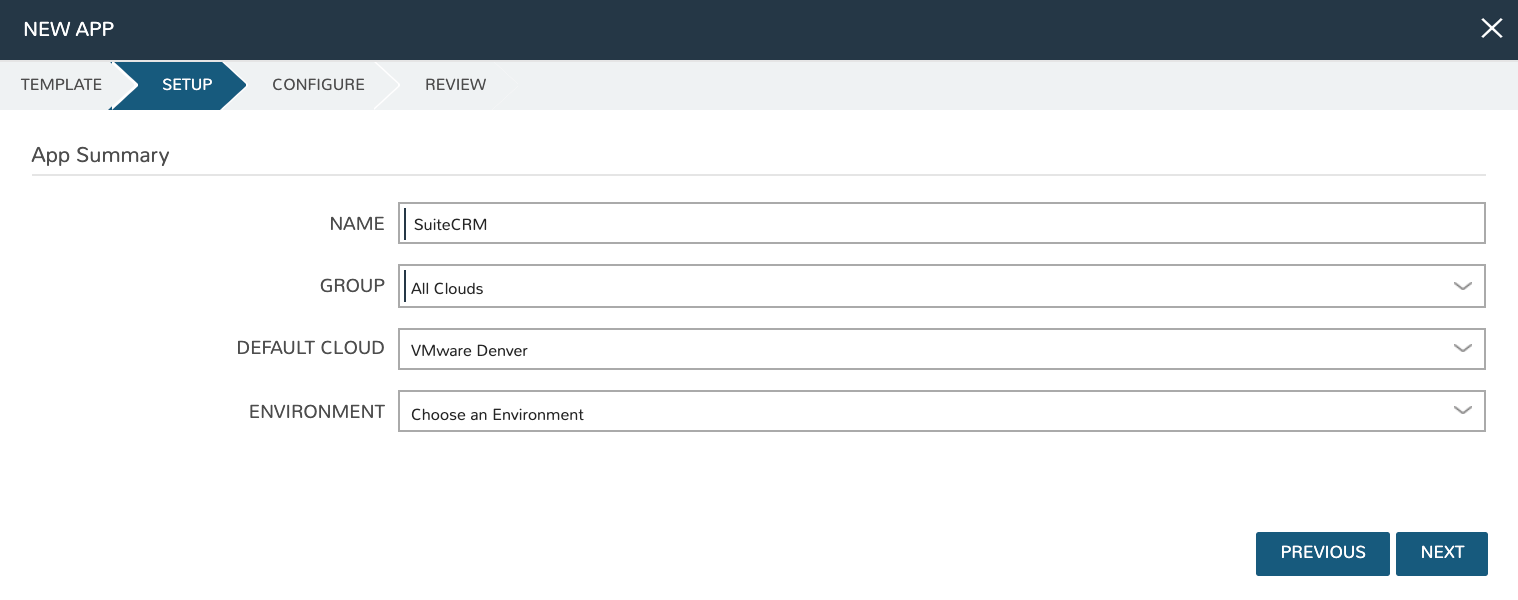 NEW APP
TEMPLATE SETUP CONFIGURE REVIEW
App Summary
NAME SuiteCRM
GROUP All Clouds
DEFAULT CLOUD VMware Denver
ENVIRONMENT Choose an Environment
PREVIOUS NEXT